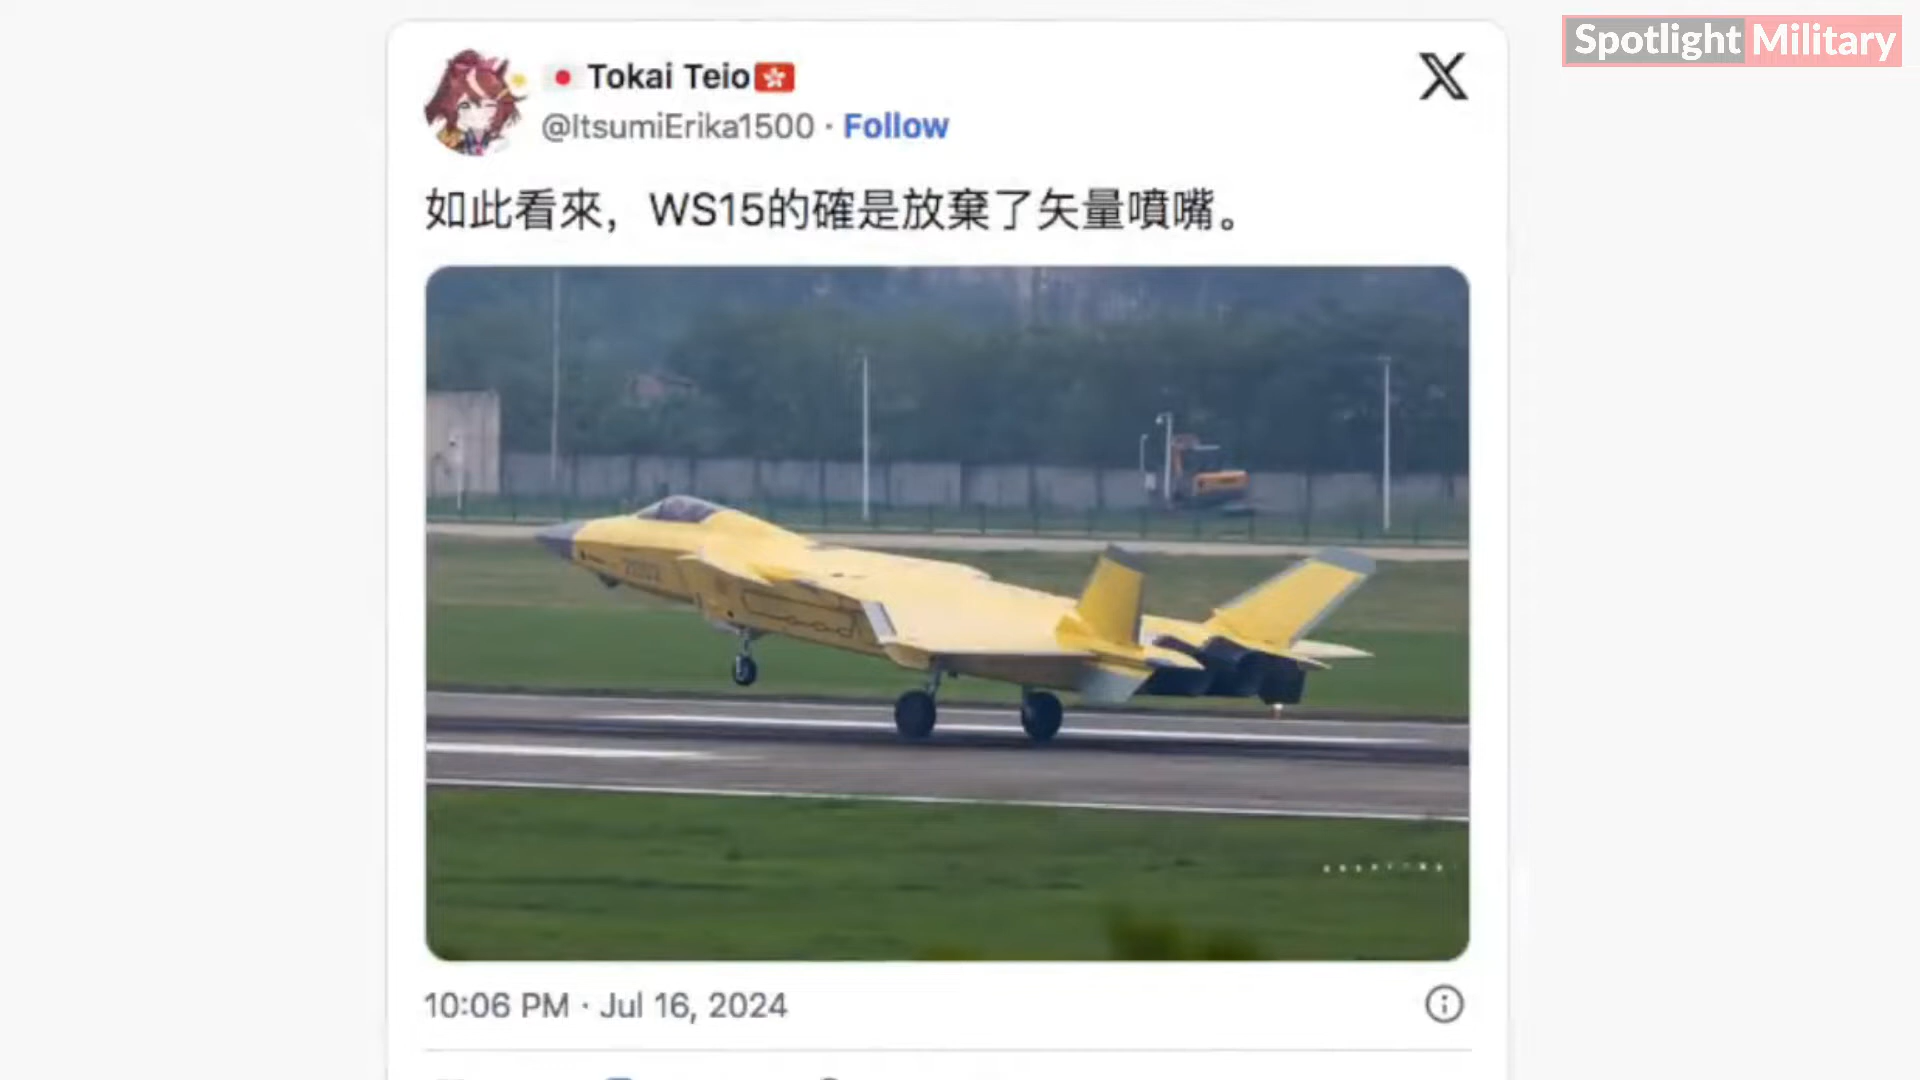 Spotlight Military
Tokai Teio
@ItsumiErika1500 · Follow
如此看來，WS15的確是放棄了矢量噴嘴。
10:06 PM · Jul 16, 2024